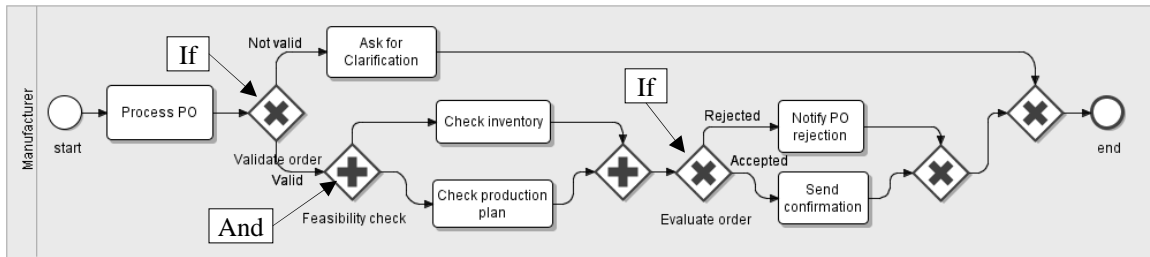 Manufacturer
start
Process PO
If
Not valid
Ask for
Clarification
Validate order
Valid
And
Feasibility check
Check inventory
Check production
plan
If
Evaluate order
Rejected
Notify PO
rejection
Accepted
Send
confirmation
end